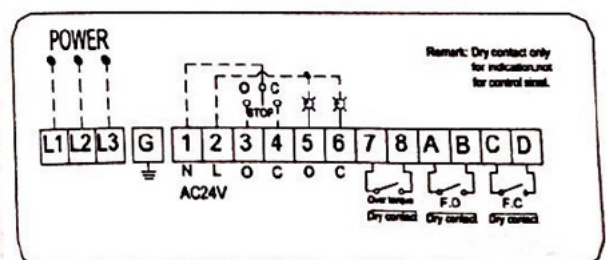 POWER
Remark: Dry contact only
for indication,not
for control sinal.
O C
STOP
L1 L2 L3 G 1 2 3 4 5 6 7 8 A B C D
N L O C O C
AC24V
Over torque F.O F.C
Dry contact Dry contact Dry contact